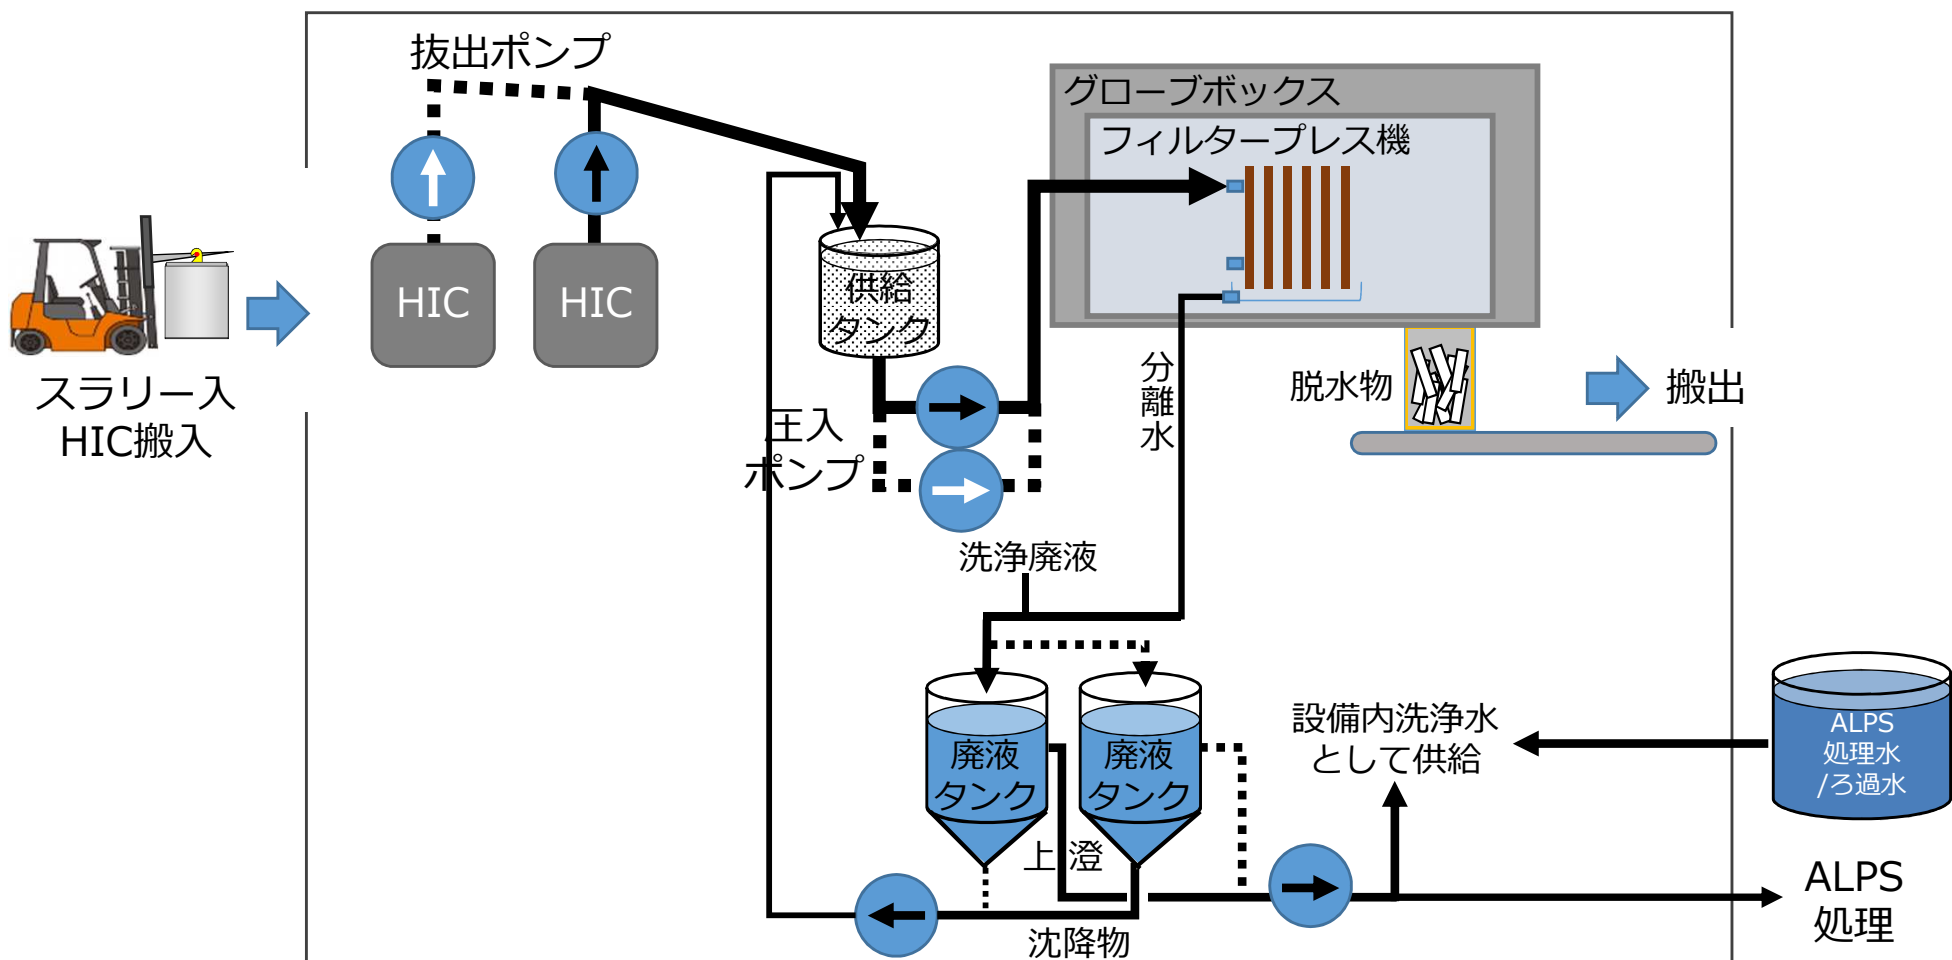 抜出ポンプ
グローブボックス
フィルタープレス機
HIC
HIC
供給
タンク
スラリー入
HIC搬入
圧入
ポンプ
分離水
脱水物
搬出
洗浄廃液
廃液
タンク
廃液
タンク
上澄
沈降物
設備内洗浄水
として供給
ALPS
処理水
/ろ過水
ALPS
処理